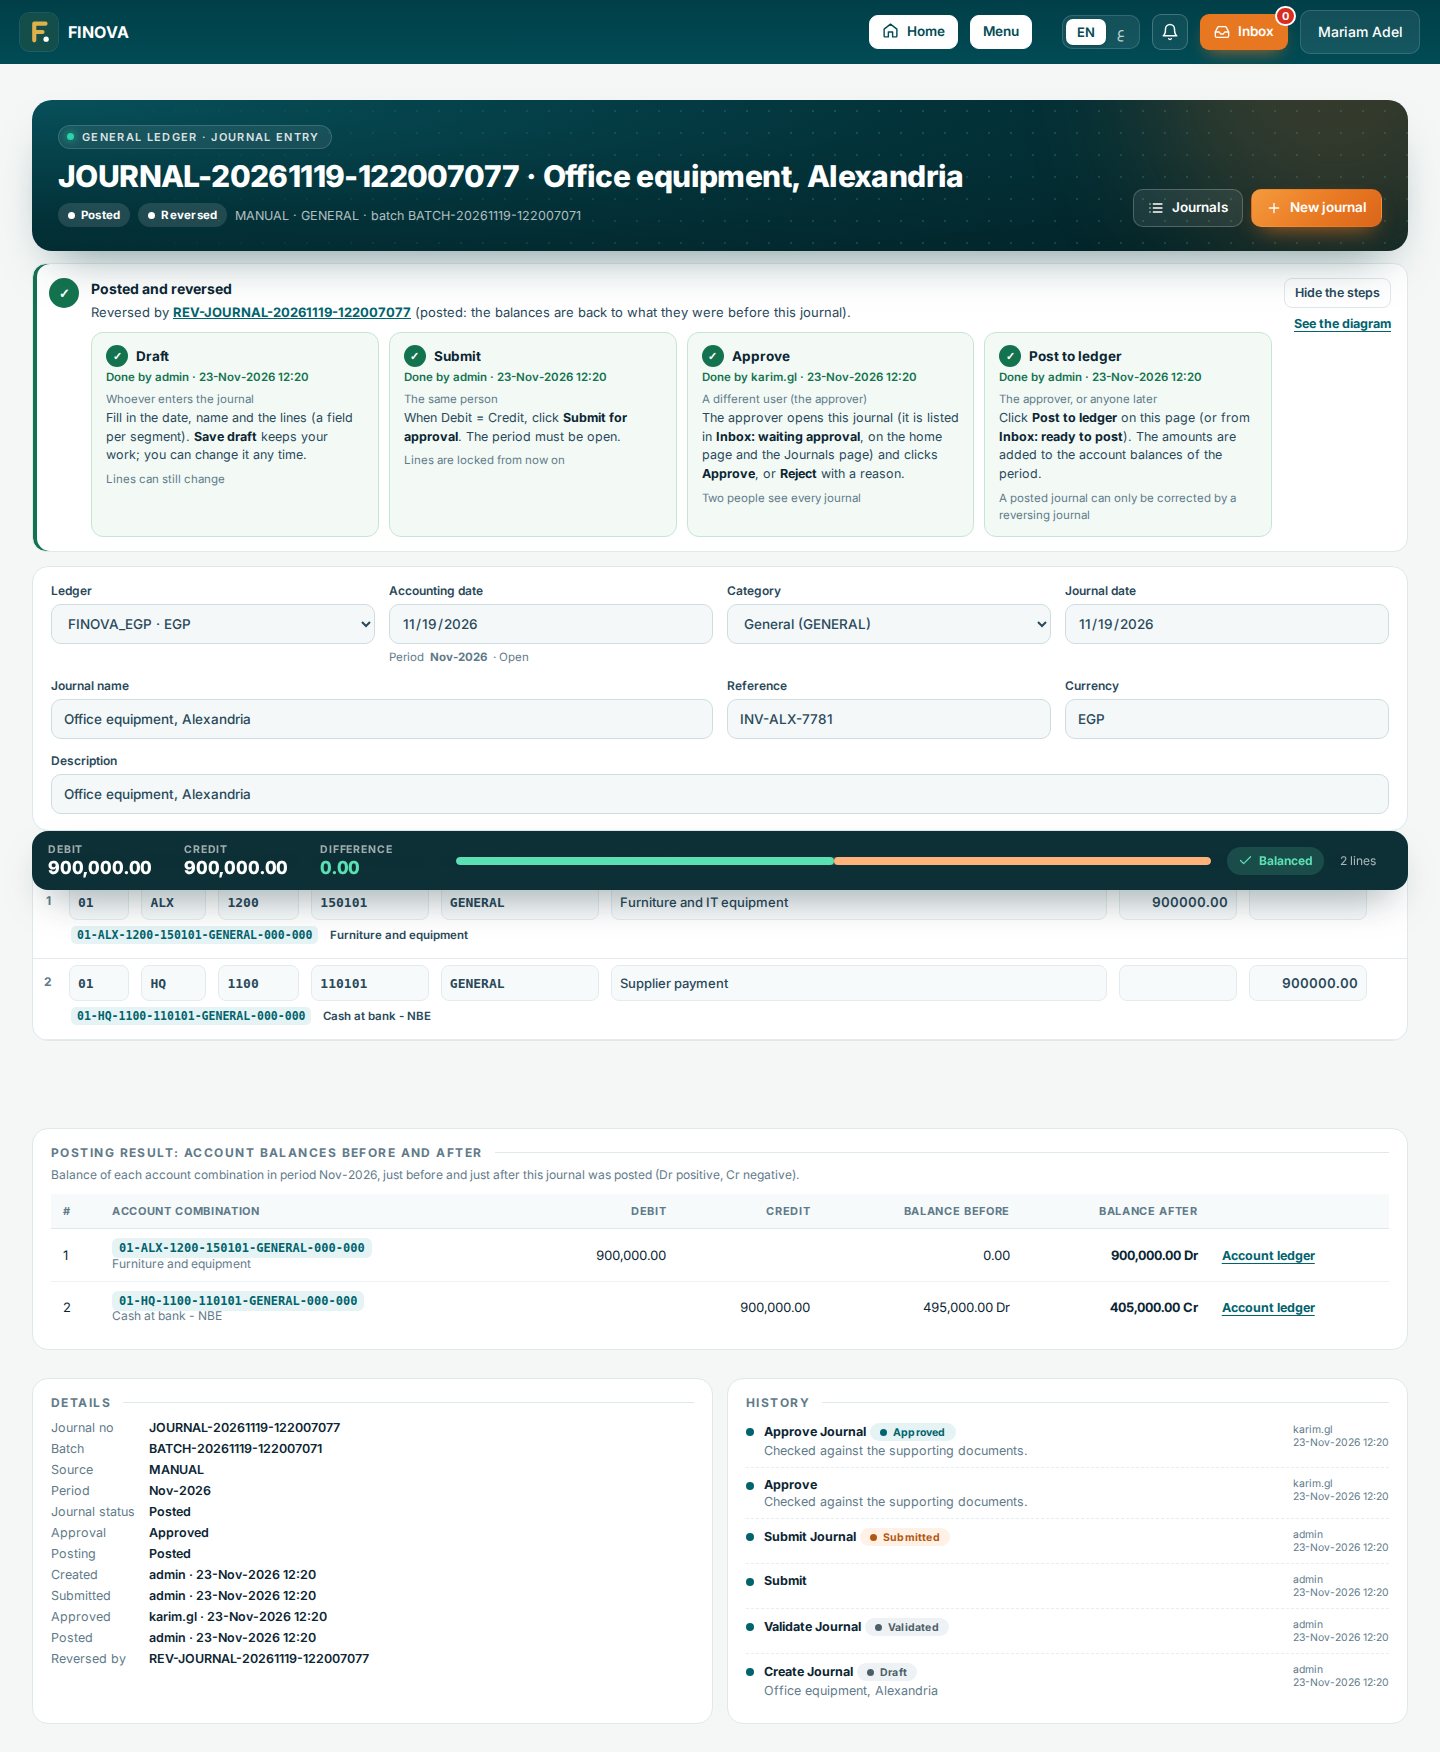 F.
FINOVA
Home
Menu
EN
ع
Inbox
0
Mariam Adel
GENERAL LEDGER · JOURNAL ENTRY
JOURNAL-20261119-122007077 · Office equipment, Alexandria
Posted
Reversed
MANUAL · GENERAL · batch BATCH-20261119-122007071
Journals
New journal
Posted and reversed
Reversed by REV-JOURNAL-20261119-122007077 (posted: the balances are back to what they were before this journal).
Hide the steps
See the diagram
Draft
Done by admin · 23-Nov-2026 12:20
Whoever enters the journal
Fill in the date, name and the lines (a field
per segment). Save draft keeps your
work; you can change it any time.
Lines can still change
Submit
Done by admin · 23-Nov-2026 12:20
The same person
When Debit = Credit, click Submit for
approval. The period must be open.
Lines are locked from now on
Approve
Done by karim.gl · 23-Nov-2026 12:20
A different user (the approver)
The approver opens this journal (it is listed
in Inbox: waiting approval, on the home
page and the Journals page) and clicks
Approve, or Reject with a reason.
Two people see every journal
Post to ledger
Done by admin · 23-Nov-2026 12:20
The approver, or anyone later
Click Post to ledger on this page (or from
Inbox: ready to post). The amounts are
added to the account balances of the
period.
A posted journal can only be corrected by a
reversing journal
Ledger
Accounting date
Category
Journal date
FINOVA_EGP · EGP
11/19/2026
General (GENERAL)
11/19/2026
Period Nov-2026 · Open
Journal name
Reference
Currency
Office equipment, Alexandria
INV-ALX-7781
EGP
Description
Office equipment, Alexandria
DEBIT
900,000.00
CREDIT
900,000.00
DIFFERENCE
0.00
Balanced
2 lines
1 01 ALX 1200 150101 GENERAL Furniture and IT equipment 900000.00
01-ALX-1200-150101-GENERAL-000-000 Furniture and equipment
2 01 HQ 1100 110101 GENERAL Supplier payment 900000.00
01-HQ-1100-110101-GENERAL-000-000 Cash at bank - NBE
POSTING RESULT: ACCOUNT BALANCES BEFORE AND AFTER
Balance of each account combination in period Nov-2026, just before and just after this journal was posted (Dr positive, Cr negative).
# ACCOUNT COMBINATION DEBIT CREDIT BALANCE BEFORE BALANCE AFTER
1 01-ALX-1200-150101-GENERAL-000-000 900,000.00 0.00 900,000.00 Dr Account ledger
Furniture and equipment
2 01-HQ-1100-110101-GENERAL-000-000 900,000.00 495,000.00 Dr 405,000.00 Cr Account ledger
Cash at bank - NBE
DETAILS
Journal no JOURNAL-20261119-122007077
Batch BATCH-20261119-122007071
Source MANUAL
Period Nov-2026
Journal status Posted
Approval Approved
Posting Posted
Created admin · 23-Nov-2026 12:20
Submitted admin · 23-Nov-2026 12:20
Approved karim.gl · 23-Nov-2026 12:20
Posted admin · 23-Nov-2026 12:20
Reversed by REV-JOURNAL-20261119-122007077
HISTORY
Approve Journal Approved karim.gl
Checked against the supporting documents. 23-Nov-2026 12:20
Approve karim.gl
Checked against the supporting documents. 23-Nov-2026 12:20
Submit Journal Submitted admin
23-Nov-2026 12:20
Submit admin
23-Nov-2026 12:20
Validate Journal Validated admin
23-Nov-2026 12:20
Create Journal Draft admin
Office equipment, Alexandria 23-Nov-2026 12:20